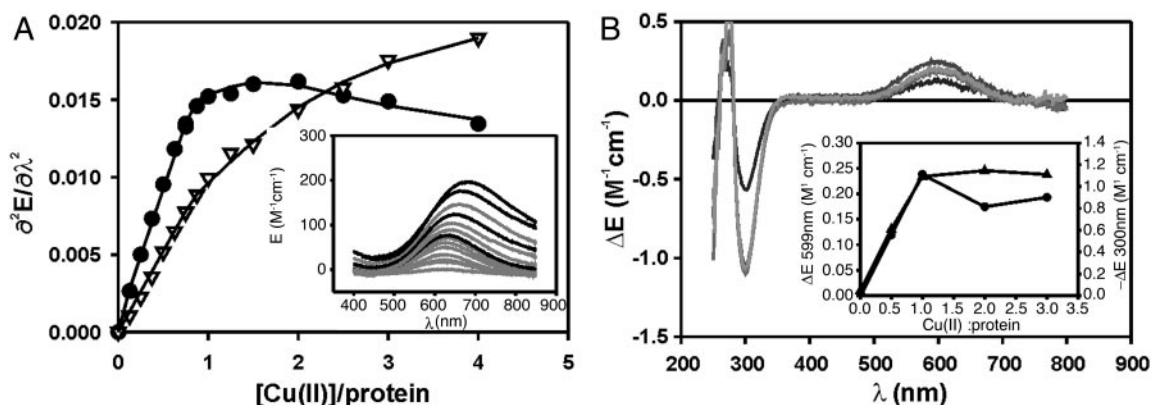 A
∂²E/∂λ²
0.020
0.015
0.010
0.005
0.000
0 1 2 3 4 5
[Cu(II)]/protein
E (M⁻¹cm⁻¹)
300
200
100
0
400 500 600 700 800 900
λ(nm)
B
ΔE (M⁻¹cm⁻¹)
0.5
0.0
-0.5
-1.0
-1.5
200 300 400 500 600 700 800 900
λ (nm)
ΔE 599nm (M¹ cm⁻¹)
0.30
0.25
0.20
0.15
0.10
0.05
0.00
0.0 0.5 1.0 1.5 2.0 2.5 3.0 3.5
Cu(II) :protein
1.4
1.2
1.0
0.8
0.6
0.4
0.2
0.0
−ΔE 300nm (M¹ cm⁻¹)